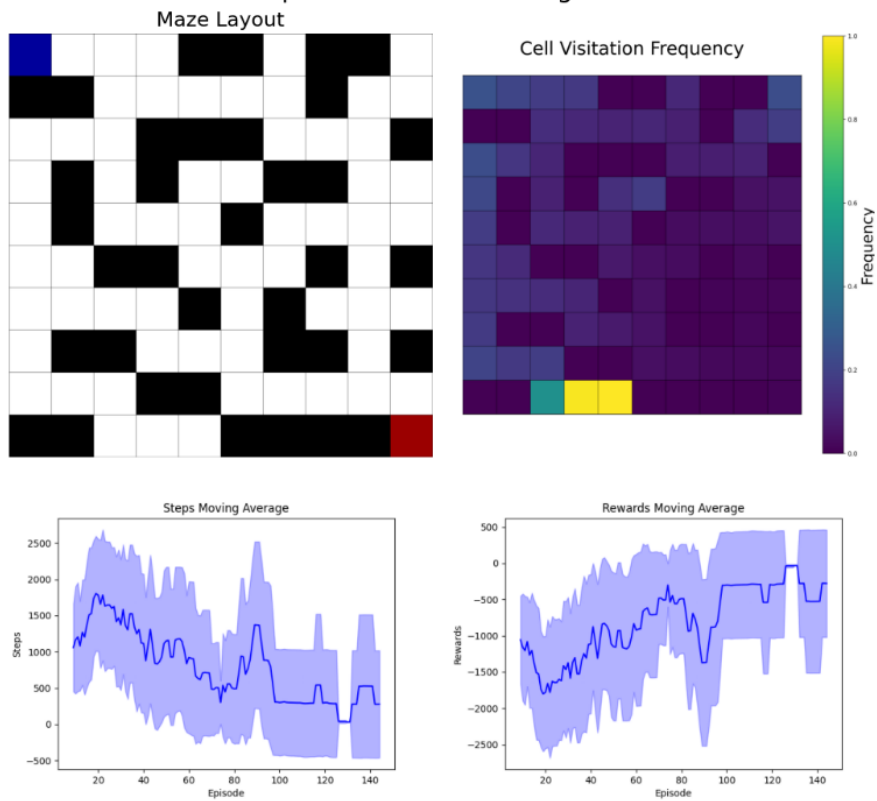 Maze Layout
Cell Visitation Frequency
1.0
0.8
0.6
0.4
0.2
0.0
Frequency
Steps Moving Average
2500
2000
1500
1000
500
0
−500
Steps
20 40 60 80 100 120 140
Episode
Rewards Moving Average
500
0
−500
−1000
−1500
−2000
−2500
Rewards
20 40 60 80 100 120 140
Episode